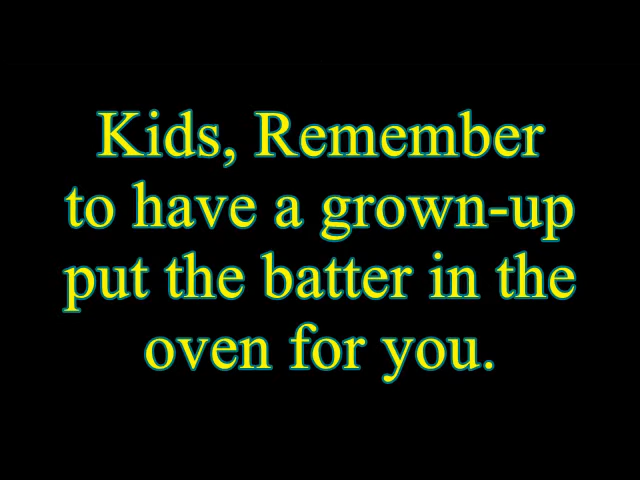 Kids, Remember
to have a grown-up
put the batter in the
oven for you.